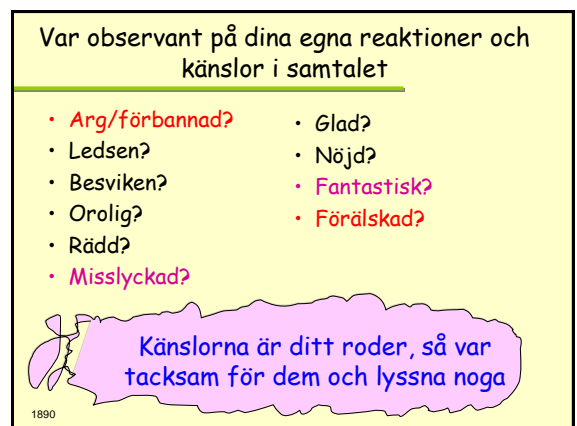 Var observant på dina egna reaktioner och
känslor i samtalet
• Arg/förbannad?
• Ledsen?
• Besviken?
• Orolig?
• Rädd?
• Misslyckad?
• Glad?
• Nöjd?
• Fantastisk?
• Förälskad?
Känslorna är ditt roder, så var
tacksam för dem och lyssna noga
1890